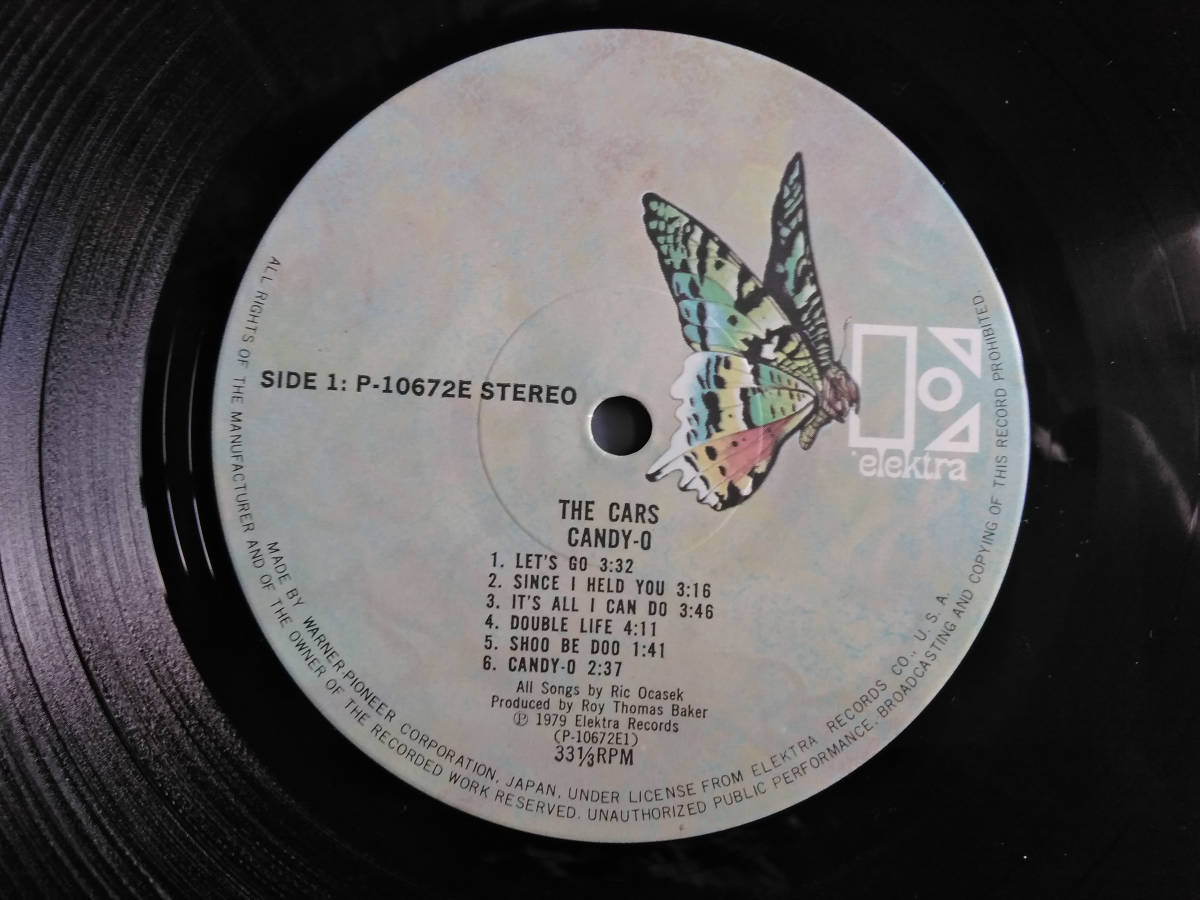 SIDE 1: P-10672E STEREO
elektra
THE CARS
CANDY-O
1. LET'S GO 3:32
2. SINCE I HELD YOU 3:16
3. IT'S ALL I CAN DO 3:46
4. DOUBLE LIFE 4:11
5. SHOO BE DOO 1:41
6. CANDY-O 2:37
All Songs by Ric Ocasek
Produced by Roy Thomas Baker
Ⓟ 1979 Elektra Records
(P-10672E1)
33⅓RPM
MADE BY WARNER-PIONEER CORPORATION, JAPAN, UNDER LICENSE FROM ELEKTRA RECORDS CO., U.S.A.
ALL RIGHTS OF THE MANUFACTURER AND OF THE OWNER OF THE RECORDED WORK RESERVED. UNAUTHORIZED PUBLIC PERFORMANCE, BROADCASTING AND COPYING OF THIS RECORD PROHIBITED.